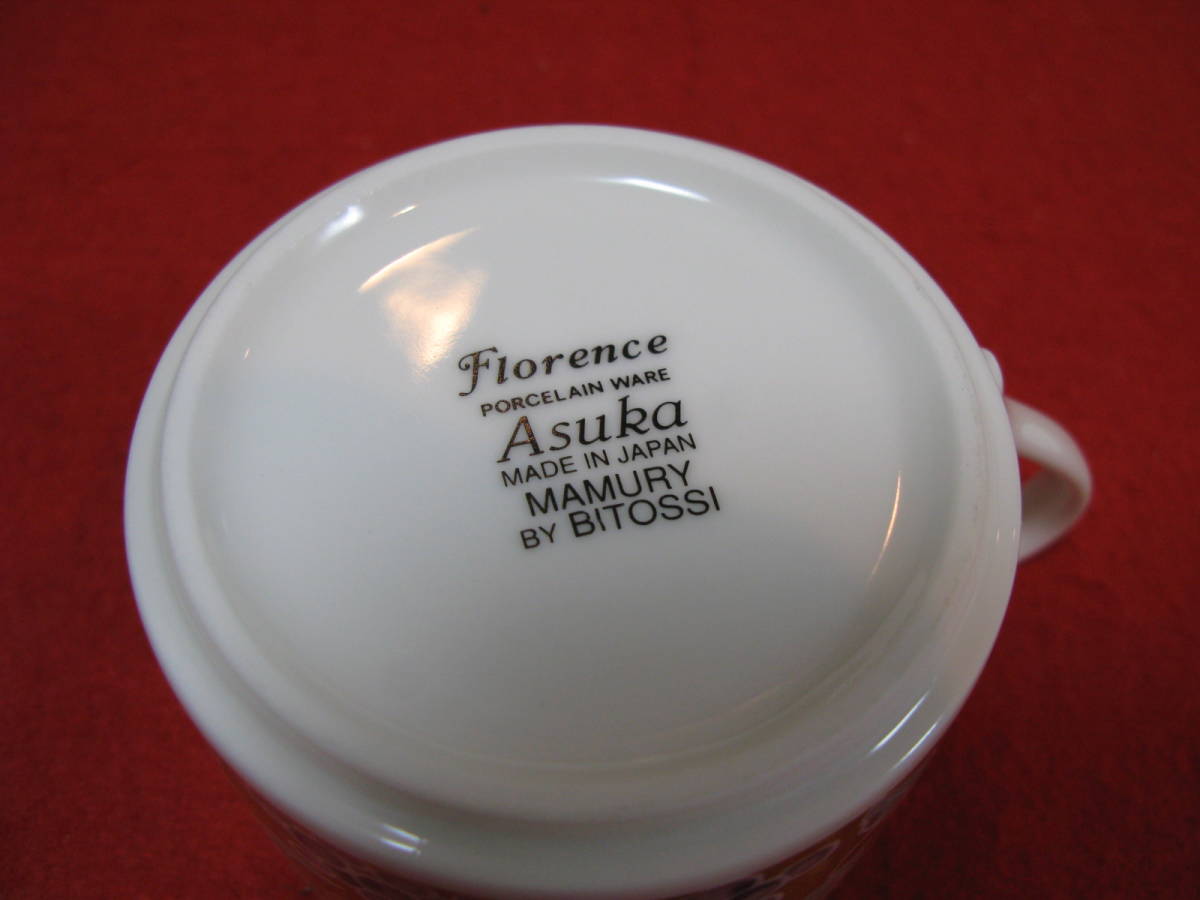 Florence
PORCELAIN WARE
Asuka
MADE IN JAPAN
MAMURY
BY BITOSSI